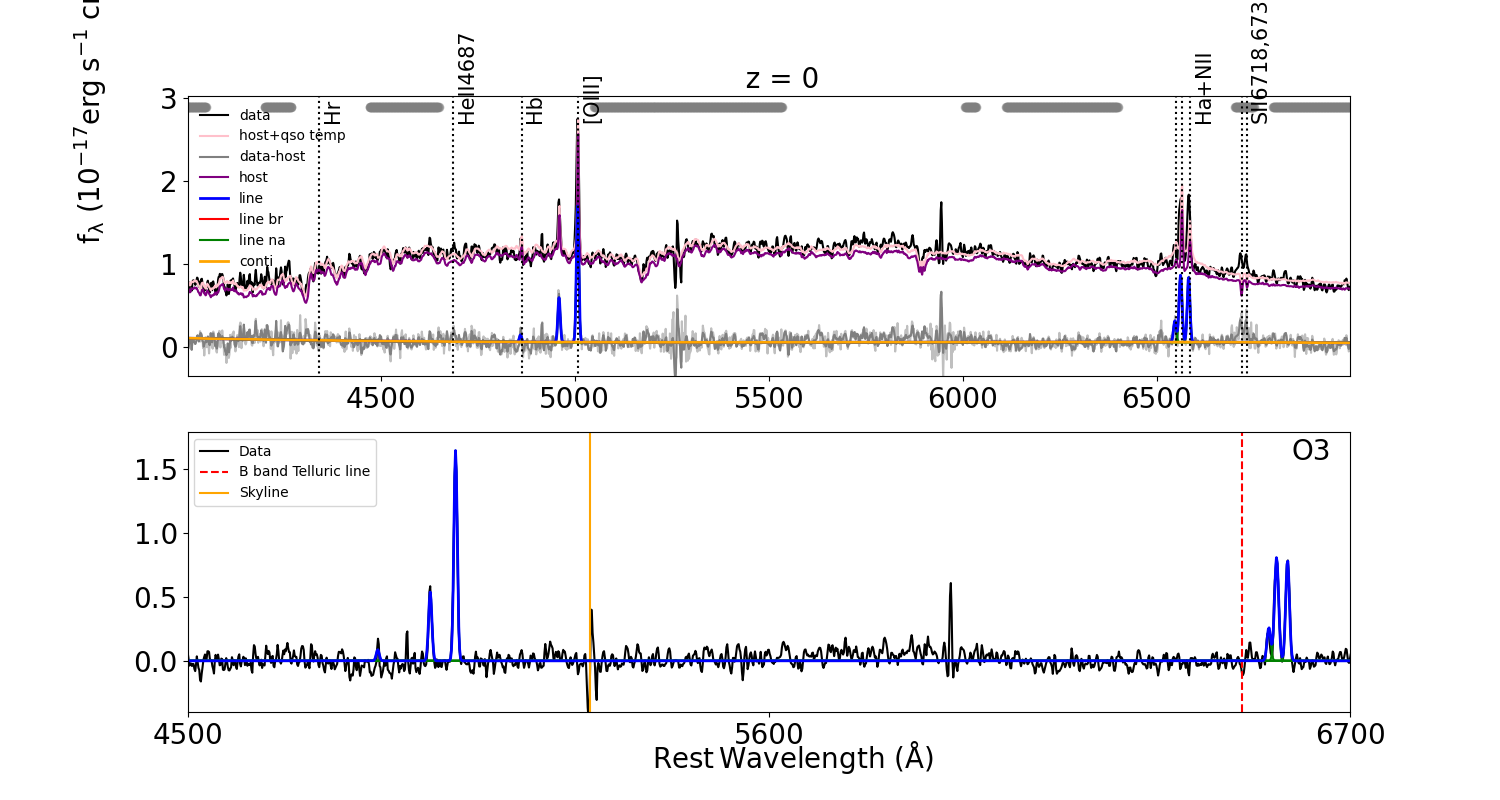 z = 0
Hr
HeII4687
Hb
[OIII]
Ha+NII
SII6718,673
fλ (10⁻¹⁷erg s⁻¹
3
2
1
0
data
host+qso temp
data-host
host
line
line br
line na
conti
4500
5000
5500
6000
6500
O3
Data
B band Telluric line
Skyline
1.5
1.0
0.5
0.0
4500
5600
6700
Rest Wavelength (Å)